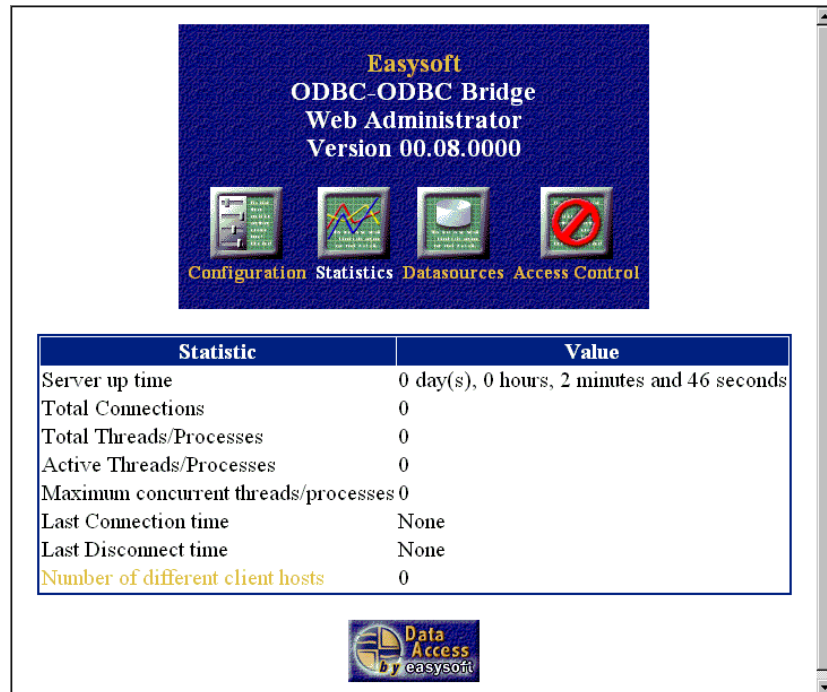 Easysoft
ODBC-ODBC Bridge
Web Administrator
Version 00.08.0000
Configuration Statistics Datasources Access Control
Statistic Value
Server up time 0 day(s), 0 hours, 2 minutes and 46 seconds
Total Connections 0
Total Threads/Processes 0
Active Threads/Processes 0
Maximum concurrent threads/processes 0
Last Connection time None
Last Disconnect time None
Number of different client hosts 0
Data
Access
by easysoft